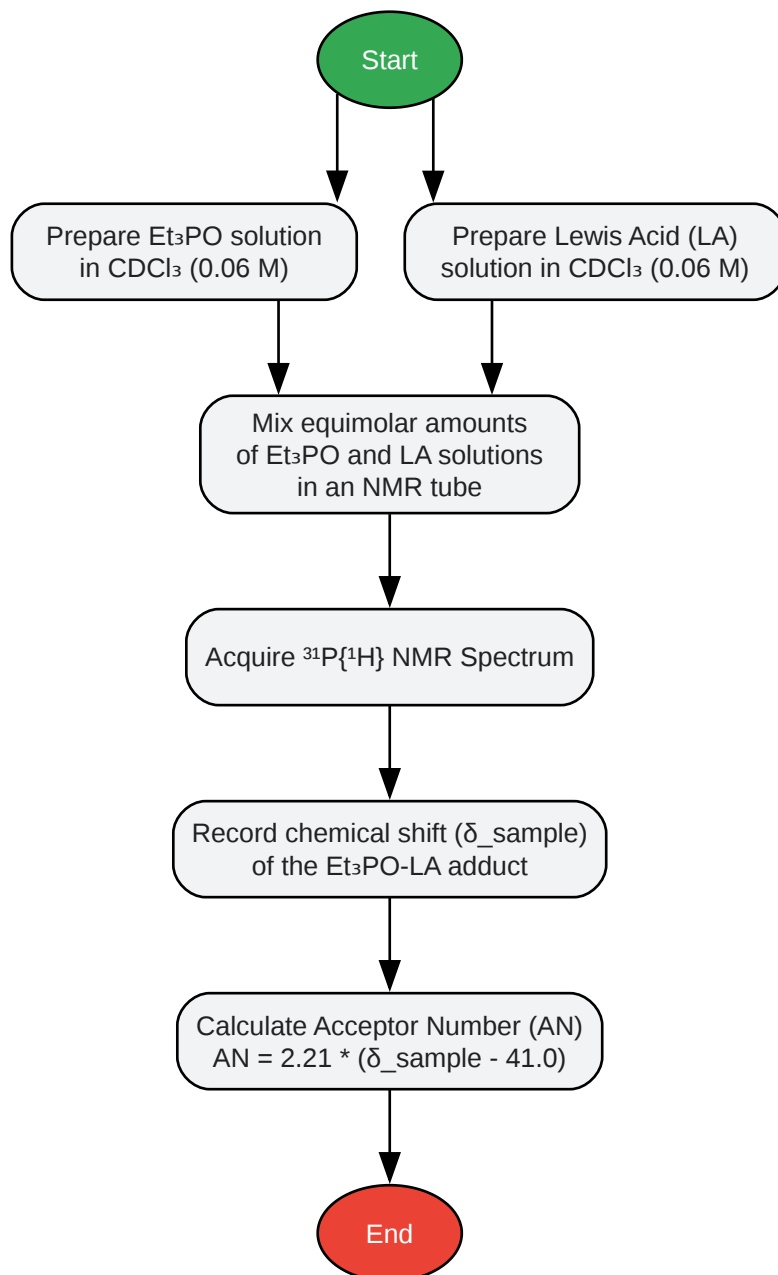 Start
Prepare Et₃PO solution
in CDCl₃ (0.06 M)
Prepare Lewis Acid (LA)
solution in CDCl₃ (0.06 M)
Mix equimolar amounts
of Et₃PO and LA solutions
in an NMR tube
Acquire ³¹P{¹H} NMR Spectrum
Record chemical shift (δ_sample)
of the Et₃PO-LA adduct
Calculate Acceptor Number (AN)
AN = 2.21 * (δ_sample - 41.0)
End